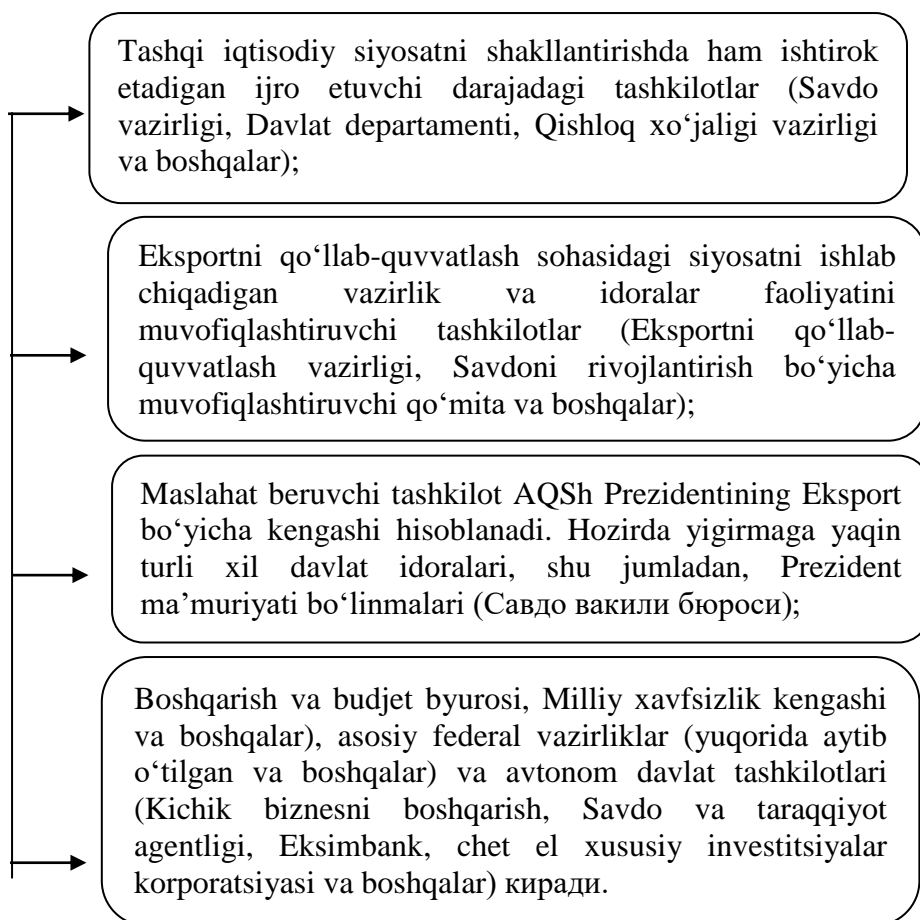 Tashqi iqtisodiy siyosatni shakllantirishda ham ishtirok
etadigan ijro etuvchi darajadagi tashkilotlar (Savdo
vazirligi, Davlat departamenti, Qishloq xo‘jaligi vazirligi
va boshqalar);
Eksportni qo‘llab-quvvatlash sohasidagi siyosatni ishlab
chiqadigan vazirlik va idoralar faoliyatini
muvofiqlashtiruvchi tashkilotlar (Eksportni qo‘llab-
quvvatlash vazirligi, Savdoni rivojlantirish bo‘yicha
muvofiqlashtiruvchi qo‘mita va boshqalar);
Maslahat beruvchi tashkilot AQSh Prezidentining Eksport
bo‘yicha kengashi hisoblanadi. Hozirda yigirmaga yaqin
turli xil davlat idoralari, shu jumladan, Prezident
ma’muriyati bo‘linmalari (Савдо вакили бюроси);
Boshqarish va budjet byurosi, Milliy xavfsizlik kengashi
va boshqalar), asosiy federal vazirliklar (yuqorida aytib
o‘tilgan va boshqalar) va avtonom davlat tashkilotlari
(Kichik biznesni boshqarish, Savdo va taraqqiyot
agentligi, Eksimbank, chet el xususiy investitsiyalar
korporatsiyasi va boshqalar) киради.